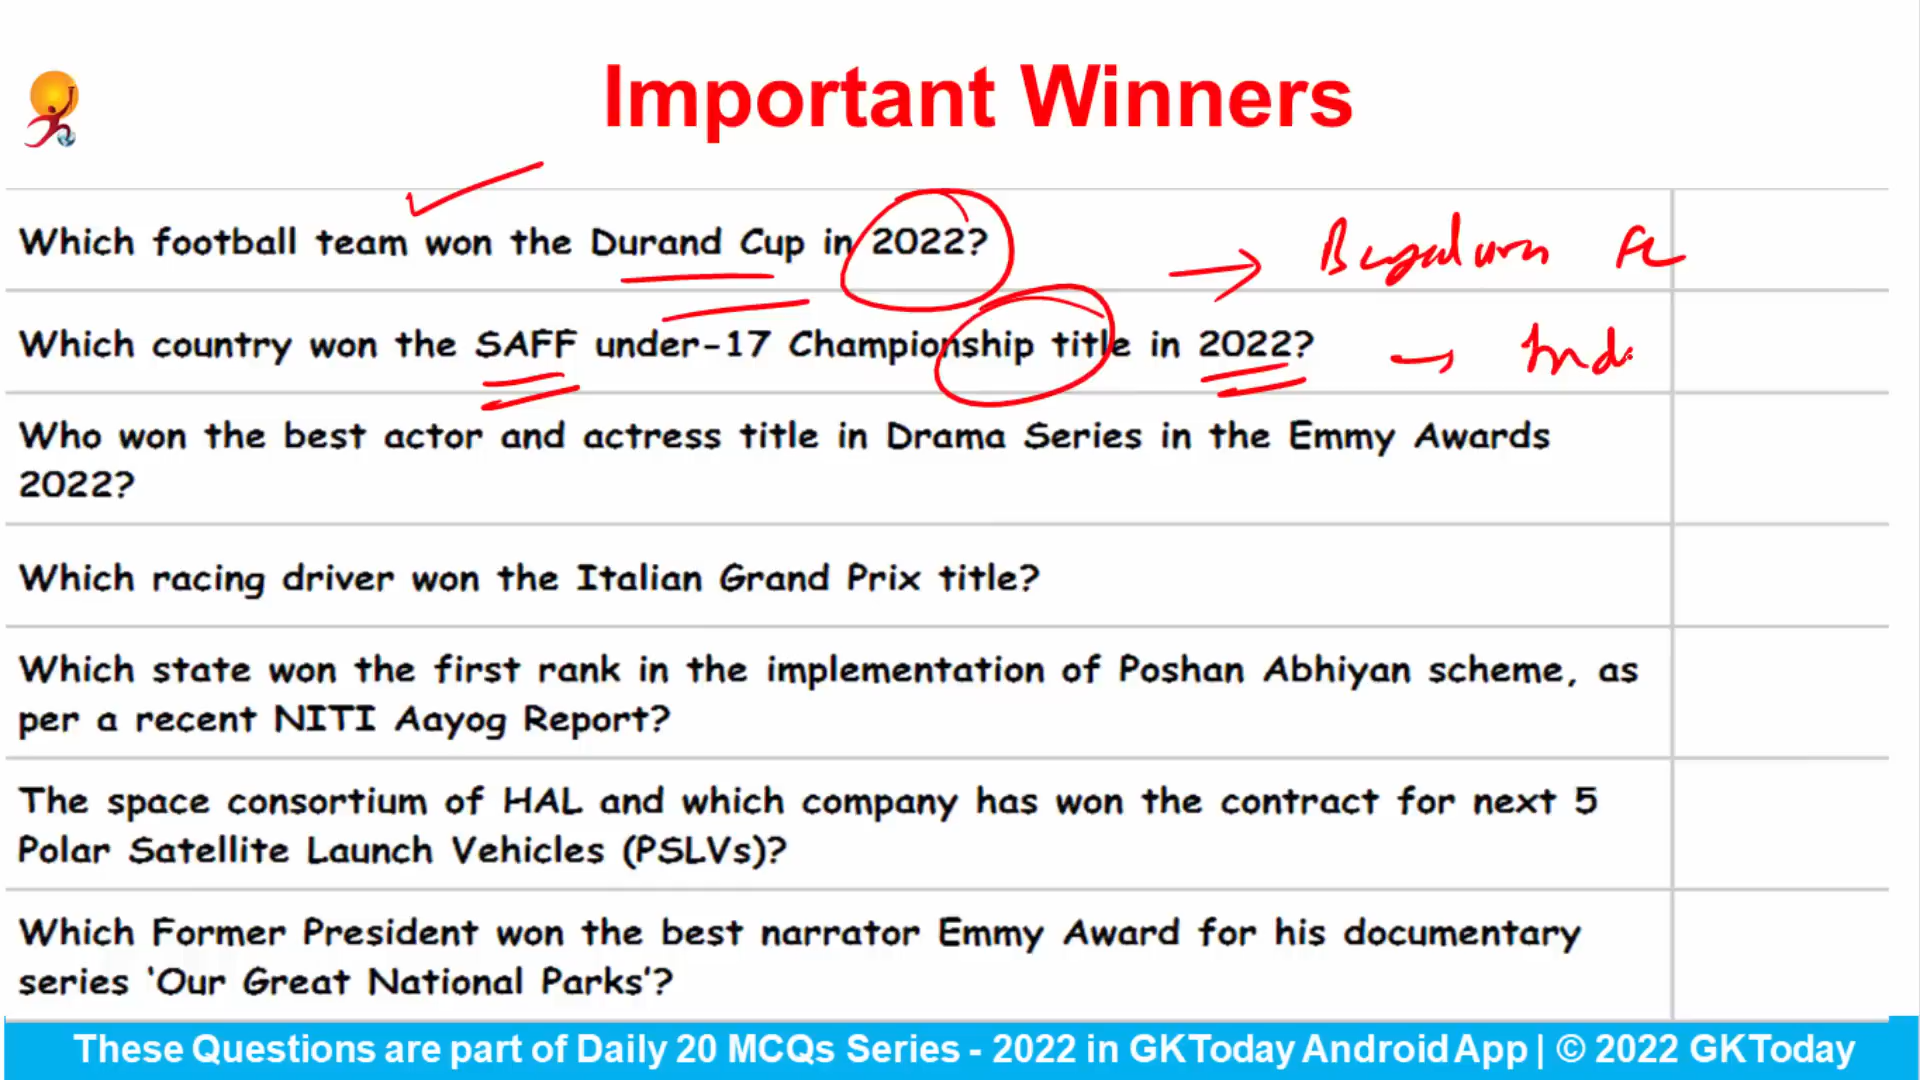 Important Winners
Which football team won the Durand Cup in 2022?
Bengaluru FC
Which country won the SAFF under-17 Championship title in 2022?
Indi
Who won the best actor and actress title in Drama Series in the Emmy Awards
2022?
Which racing driver won the Italian Grand Prix title?
Which state won the first rank in the implementation of Poshan Abhiyan scheme, as
per a recent NITI Aayog Report?
The space consortium of HAL and which company has won the contract for next 5
Polar Satellite Launch Vehicles (PSLVs)?
Which Former President won the best narrator Emmy Award for his documentary
series 'Our Great National Parks'?
These Questions are part of Daily 20 MCQs Series - 2022 in GKToday Android App | © 2022 GKToday